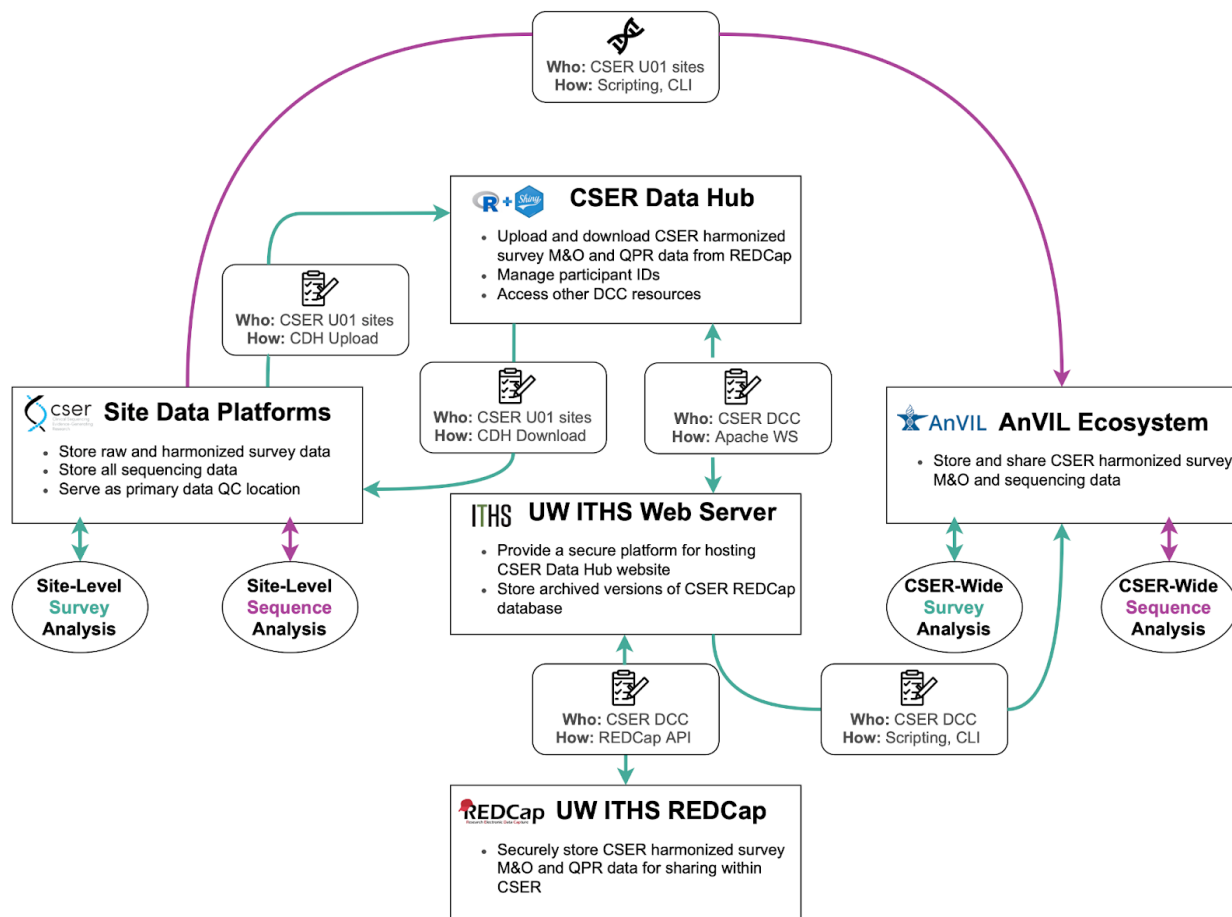 Who: CSER U01 sites
How: Scripting, CLI
R + Shiny CSER Data Hub
• Upload and download CSER harmonized
survey M&O and QPR data from REDCap
• Manage participant IDs
• Access other DCC resources
Who: CSER U01 sites
How: CDH Upload
Who: CSER U01 sites
How: CDH Download
Who: CSER DCC
How: Apache WS
cser Site Data Platforms
• Store raw and harmonized survey data
• Store all sequencing data
• Serve as primary data QC location
AnVIL AnVIL Ecosystem
• Store and share CSER harmonized survey
M&O and sequencing data
ITHS UW ITHS Web Server
• Provide a secure platform for hosting
CSER Data Hub website
• Store archived versions of CSER REDCap
database
Site-Level
Survey
Analysis
Site-Level
Sequence
Analysis
CSER-Wide
Survey
Analysis
CSER-Wide
Sequence
Analysis
Who: CSER DCC
How: REDCap API
Who: CSER DCC
How: Scripting, CLI
REDCap UW ITHS REDCap
Research Electronic Data Capture
• Securely store CSER harmonized survey
M&O and QPR data for sharing within
CSER